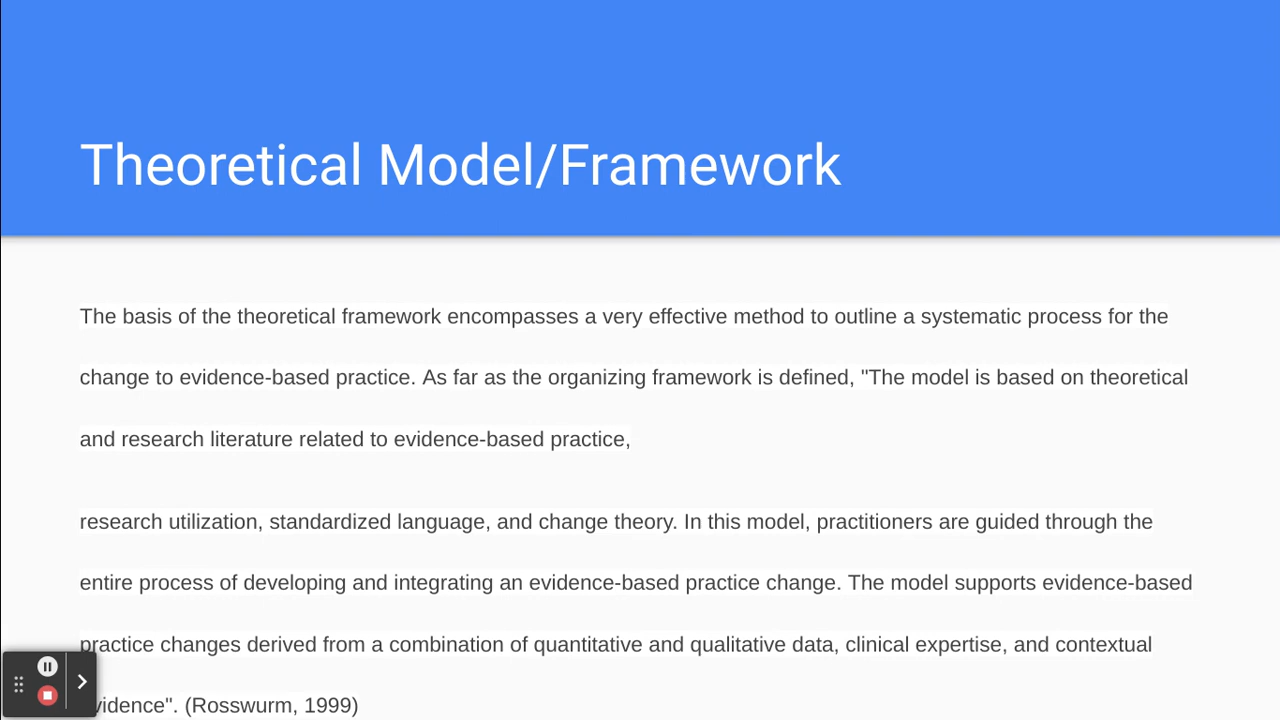 Theoretical Model/Framework
The basis of the theoretical framework encompasses a very effective method to outline a systematic process for the
change to evidence-based practice. As far as the organizing framework is defined, "The model is based on theoretical
and research literature related to evidence-based practice,
research utilization, standardized language, and change theory. In this model, practitioners are guided through the
entire process of developing and integrating an evidence-based practice change. The model supports evidence-based
practice changes derived from a combination of quantitative and qualitative data, clinical expertise, and contextual
evidence". (Rosswurm, 1999)